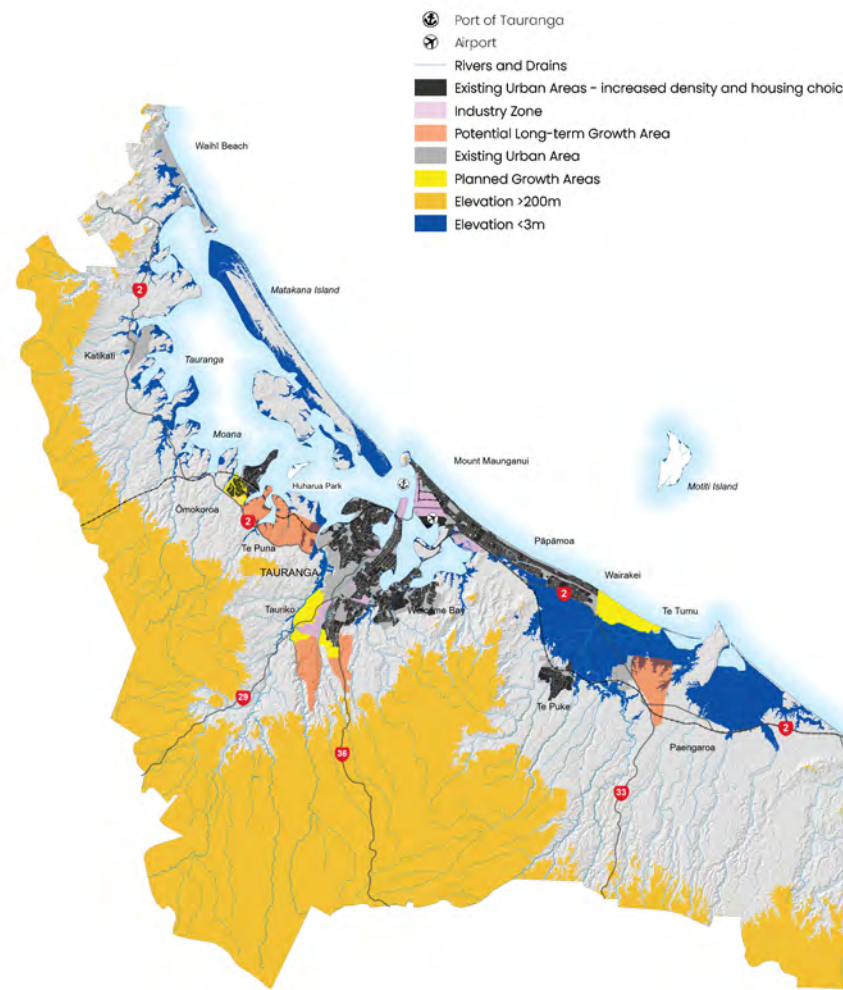 Port of Tauranga
Airport
Rivers and Drains
Existing Urban Areas - increased density and housing choic
Industry Zone
Potential Long-term Growth Area
Existing Urban Area
Planned Growth Areas
Elevation >200m
Elevation <3m
Waihī Beach
2
Matakana Island
Katikati
Tauranga
Moana
Mount Maunganui
Motiti Island
Huharua Park
Ōmokoroa
2
Te Puna
Pāpāmoa
TAURANGA
Wairakei
2
Tauriko
Welcome Bay
Te Tumu
29
Te Puke
36
Paengaroa
2
33